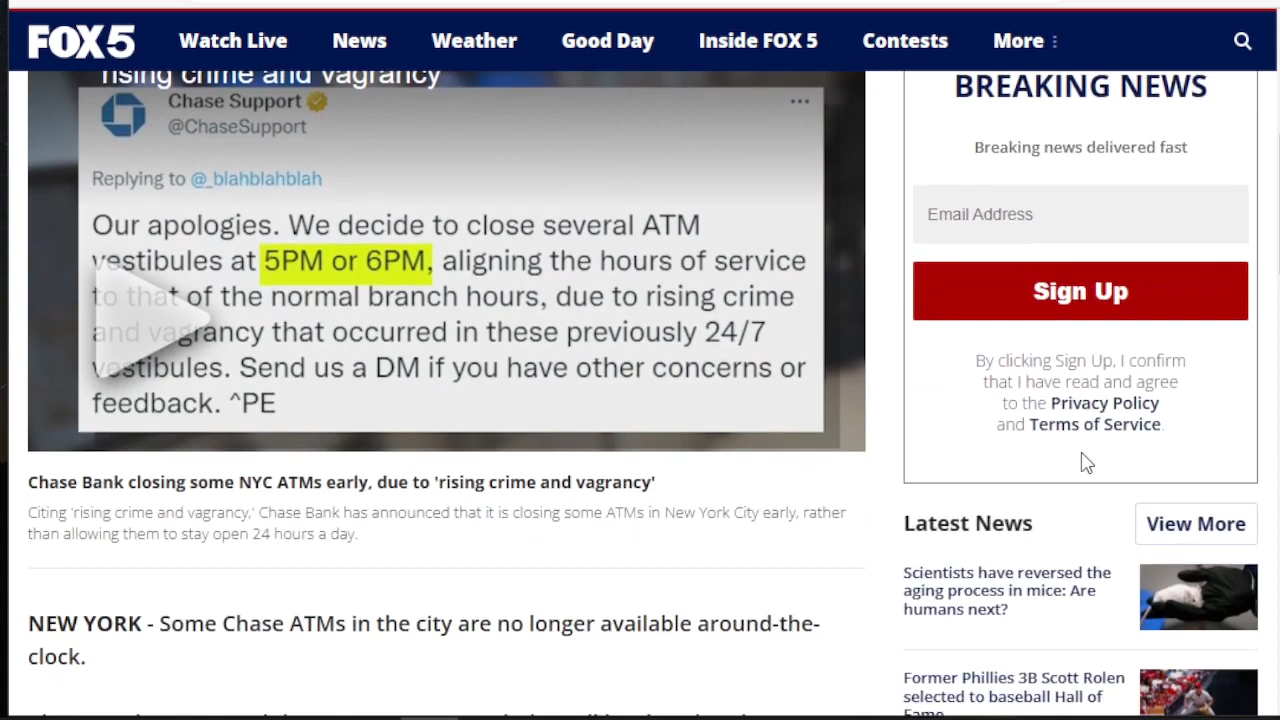 FOX 5
Watch Live
News
Weather
Good Day
Inside FOX 5
Contests
More
rising crime and vagrancy
Chase Support
@ChaseSupport
Replying to @_blahblahblah
Our apologies. We decide to close several ATM
vestibules at 5PM or 6PM, aligning the hours of service
to that of the normal branch hours, due to rising crime
and vagrancy that occurred in these previously 24/7
vestibules. Send us a DM if you have other concerns or
feedback. ^PE
Chase Bank closing some NYC ATMs early, due to 'rising crime and vagrancy'
Citing 'rising crime and vagrancy,' Chase Bank has announced that it is closing some ATMs in New York City early, rather
than allowing them to stay open 24 hours a day.
NEW YORK - Some Chase ATMs in the city are no longer available around-the-
clock.
BREAKING NEWS
Breaking news delivered fast
Email Address
Sign Up
By clicking Sign Up, I confirm
that I have read and agree
to the Privacy Policy
and Terms of Service.
Latest News
View More
Scientists have reversed the
aging process in mice: Are
humans next?
Former Phillies 3B Scott Rolen
selected to baseball Hall of
Fame